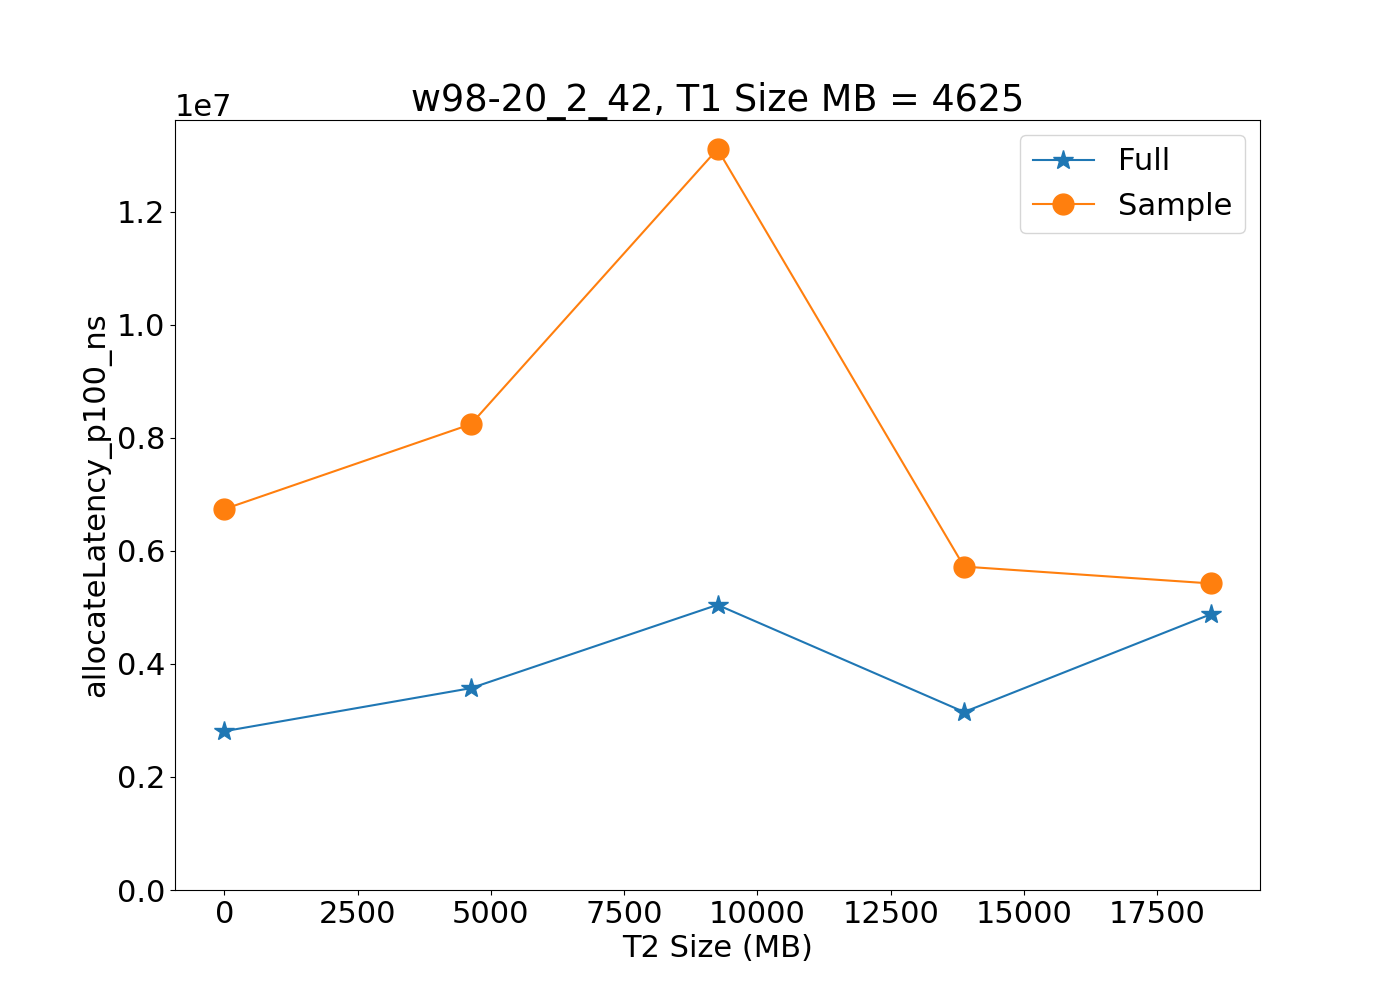 w98-20_2_42, T1 Size MB = 4625
1e7
Full
Sample
1.2
1.0
0.8
0.6
0.4
0.2
0.0
allocateLatency_p100_ns
0 2500 5000 7500 10000 12500 15000 17500
T2 Size (MB)